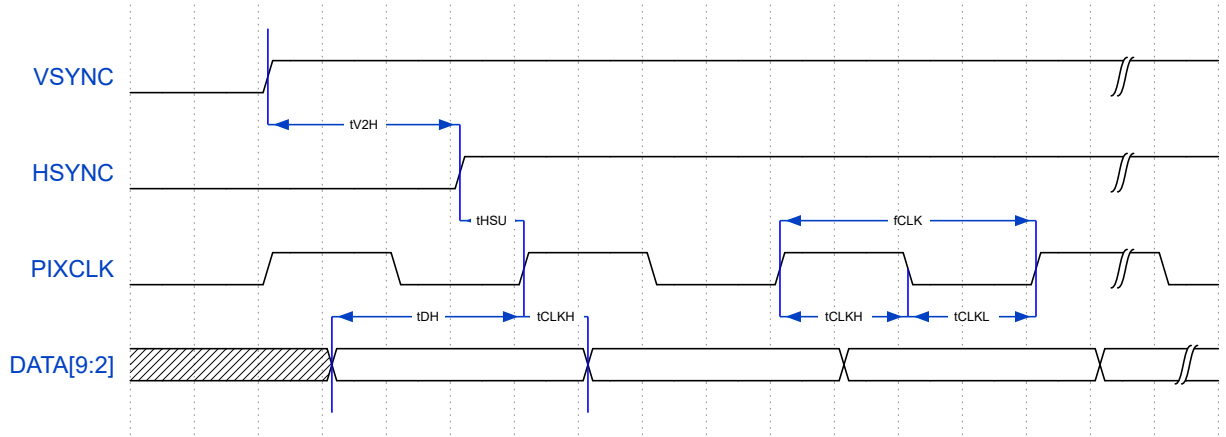 VSYNC
tV2H
HSYNC
tHSU
fCLK
PIXCLK
tDH
tCLKH
tCLKH
tCLKL
DATA[9:2]